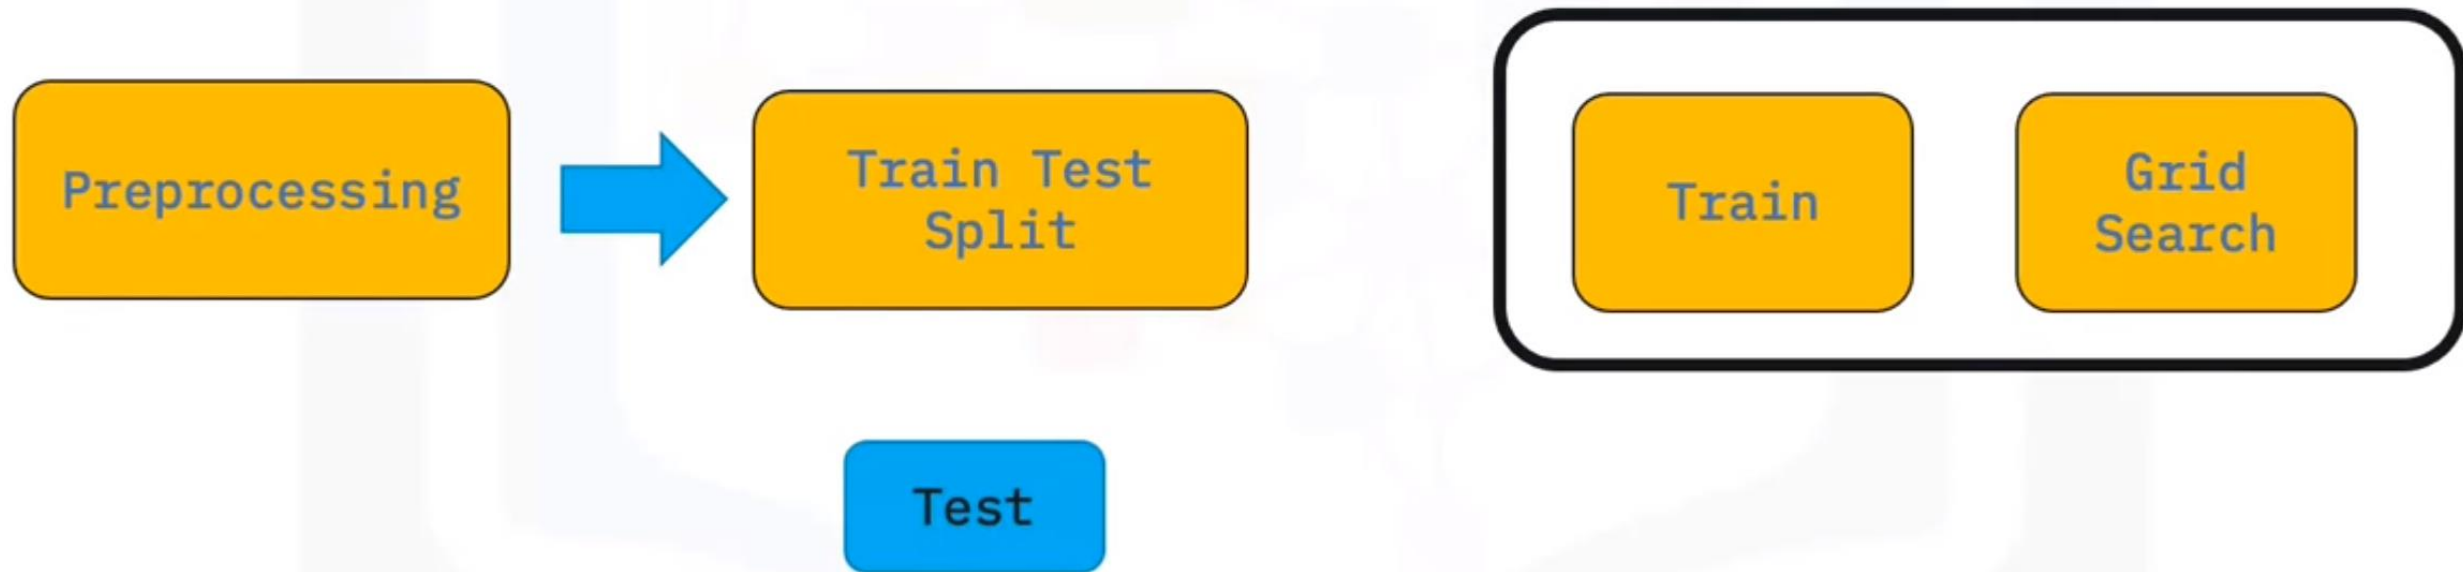 Preprocessing
Train Test
Split
Train
Grid
Search
Test